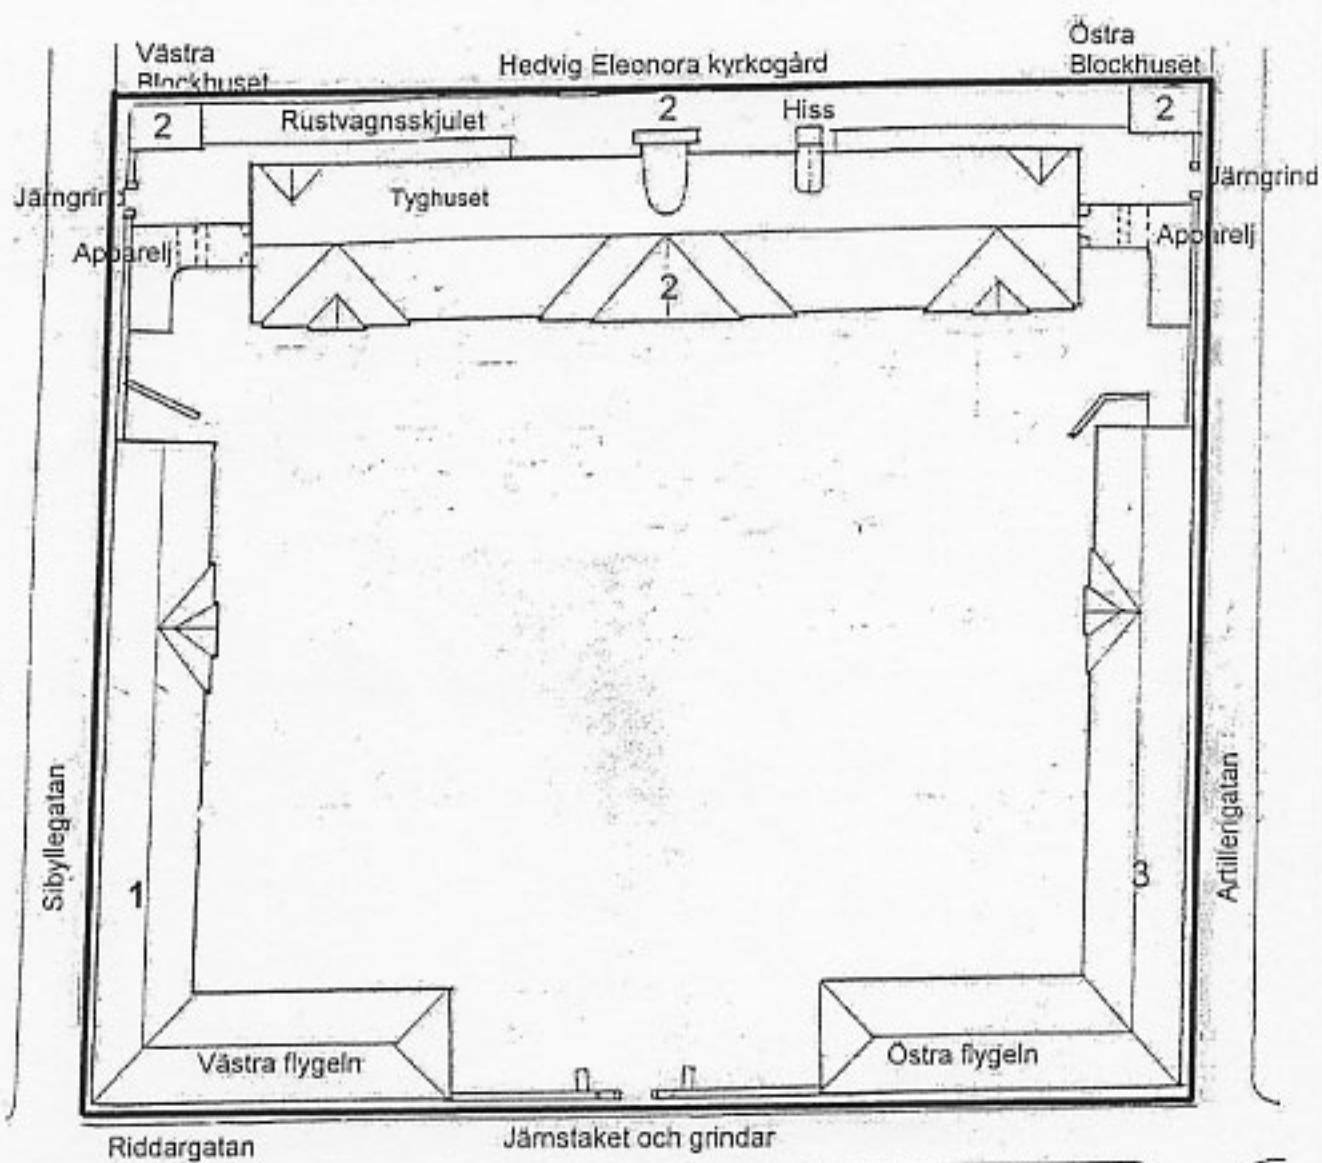 Västra
Blockhuset
Hedvig Eleonora kyrkogård
Östra
Blockhuset
2
Rustvagnsskjulet
2
Hiss
2
Järngrind
Tyghuset
Järngrind
Apparelj
Apparelj
2
Sibyllegatan
Artillerigatan
1
3
Västra flygeln
Östra flygeln
Riddargatan
Järnstaket och grindar